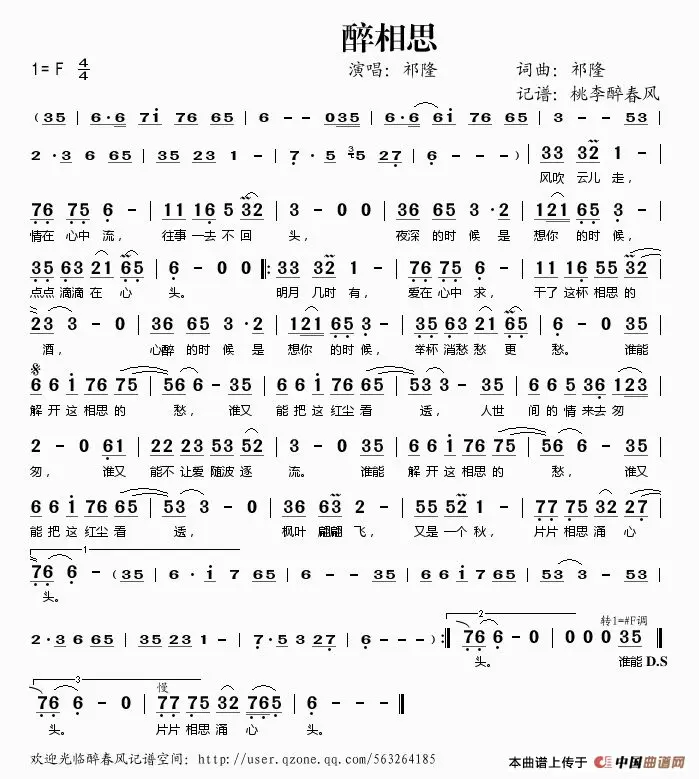 醉相思
1= F 4/4 演唱：祁隆 词曲：祁隆
记谱：桃李醉春风
( 35 | 6·6 71 76 65 | 6 - - 035 | 6·6 61 76 65 | 3 - - 53
2 · 3 6 65 | 35 23 1 - | 7 · 5 35 27 | 6 - - ) | 33 32 1 - |
风吹 云儿 走，
76 75 6 - | 11 16 5 32 | 3 - 0 0 | 36 65 3 · 2 | 121 65 3 - |
情在 心中 流， 往事 一去 不 回 头， 夜深 的时 候 是 想你 的时 候，
35 63 21 65 | 6 - 0 0 |: 33 32 1 - | 76 75 6 - | 11 16 55 32 |
点点 滴滴 在 心 头。 明月 几时 有， 爱在 心中 求， 干了 这杯 相思 的
23 3 - 0 | 36 65 3 · 2 | 121 65 3 - | 35 63 21 65 | 6 - 0 35 |
酒， 心醉 的时 候 是 想你 的时 候， 举杯 消愁 愁 更 愁。 谁能
6 6 1 76 75 | 56 6 - 35 | 6 6 1 76 65 | 53 3 - 35 | 6 6 5 36 123 |
解 开 这 相思 的 愁， 谁又 能 把 这 红尘 看 透， 人世 间 的 情 来去 匆
2 - 0 61 | 22 23 53 52 | 3 - 0 35 | 6 6 1 76 75 | 56 6 - 35 |
匆， 谁又 能不 让爱 随波 逐 流。 谁能 解 开 这 相思 的 愁， 谁又
6 6 1 76 65 | 53 3 - 0 | 36 63 2 - | 55 52 1 - | 77 75 32 32 |
能 把 这 红尘 看 透， 枫叶 翩翩 飞， 又是 一个 秋， 片片 相思 涌 心
1
76 6 - - ( 35 | 6 · 1 7 65 | 35 - - 35 | 6 · 1 76 65 | 53 3 - 53 |
头。
2 · 3 6 65 | 35 23 1 - | 7 · 5 3 27 | 6 - - - ) :| 2 76 6 - 0 | 0 0 0 35 ‖
转1=#F调
头。 谁能 D.S
慢
76 6 - 0 | 77 75 32 765 | 6 - - - ‖
头。 片片 相思 涌 心 头。
欢迎光临醉春风记谱空间：http://user.qzone.qq.com/563264185
本曲谱上传于 中国曲谱网